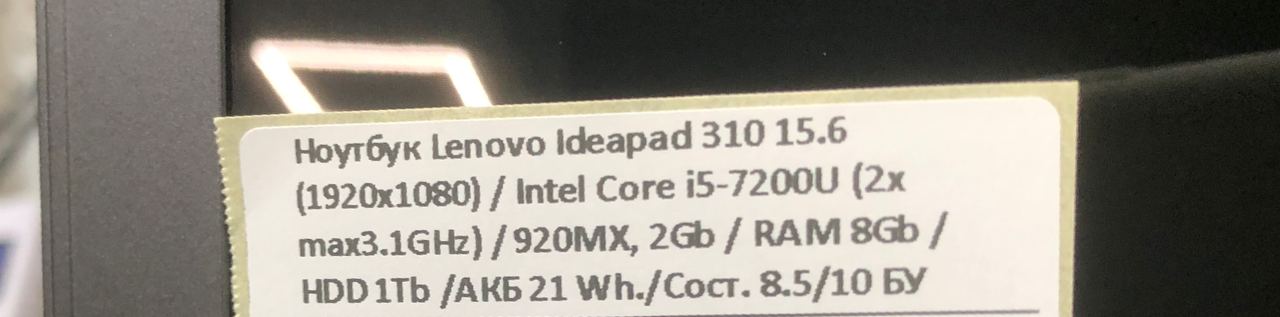 Ноутбук Lenovo Ideapad 310 15.6
(1920x1080) / Intel Core i5-7200U (2x
max3.1GHz) / 920MX, 2Gb / RAM 8Gb /
HDD 1Tb /АКБ 21 Wh./Сост. 8.5/10 БУ